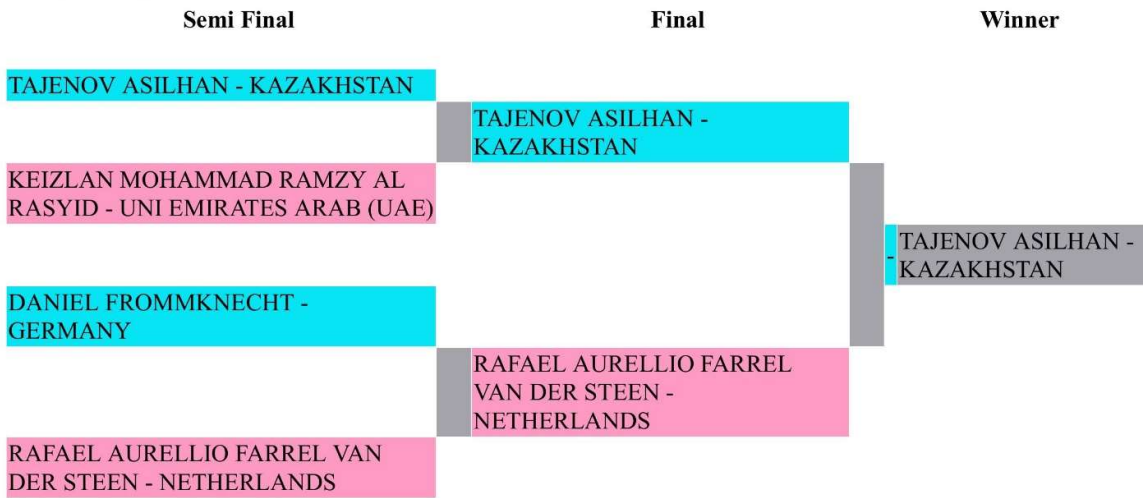 Semi Final
Final
Winner
TAJENOV ASILHAN - KAZAKHSTAN
TAJENOV ASILHAN -
KAZAKHSTAN
KEIZLAN MOHAMMAD RAMZY AL
RASYID - UNI EMIRATES ARAB (UAE)
-
TAJENOV ASILHAN -
KAZAKHSTAN
DANIEL FROMMKNECHT -
GERMANY
RAFAEL AURELLIO FARREL
VAN DER STEEN -
NETHERLANDS
RAFAEL AURELLIO FARREL VAN
DER STEEN - NETHERLANDS